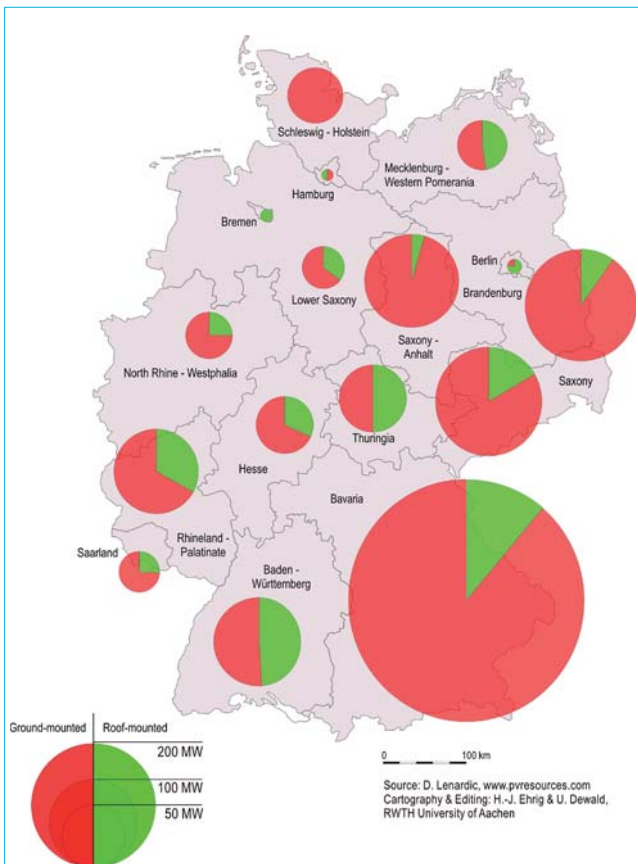 Schleswig - Holstein
Mecklenburg -
Western Pomerania
Hamburg
Bremen
Berlin
Brandenburg
Lower Saxony
Saxony -
Anhalt
North Rhine - Westphalia
Saxony
Thuringia
Hesse
Bavaria
Rhineland -
Palatinate
Saarland
Baden -
Württemberg
Ground-mounted
Roof-mounted
200 MW
100 MW
50 MW
0 100 km
Source: D. Lenardic, www.pvresources.com
Cartography & Editing: H.-J. Ehrig & U. Dewald,
RWTH University of Aachen